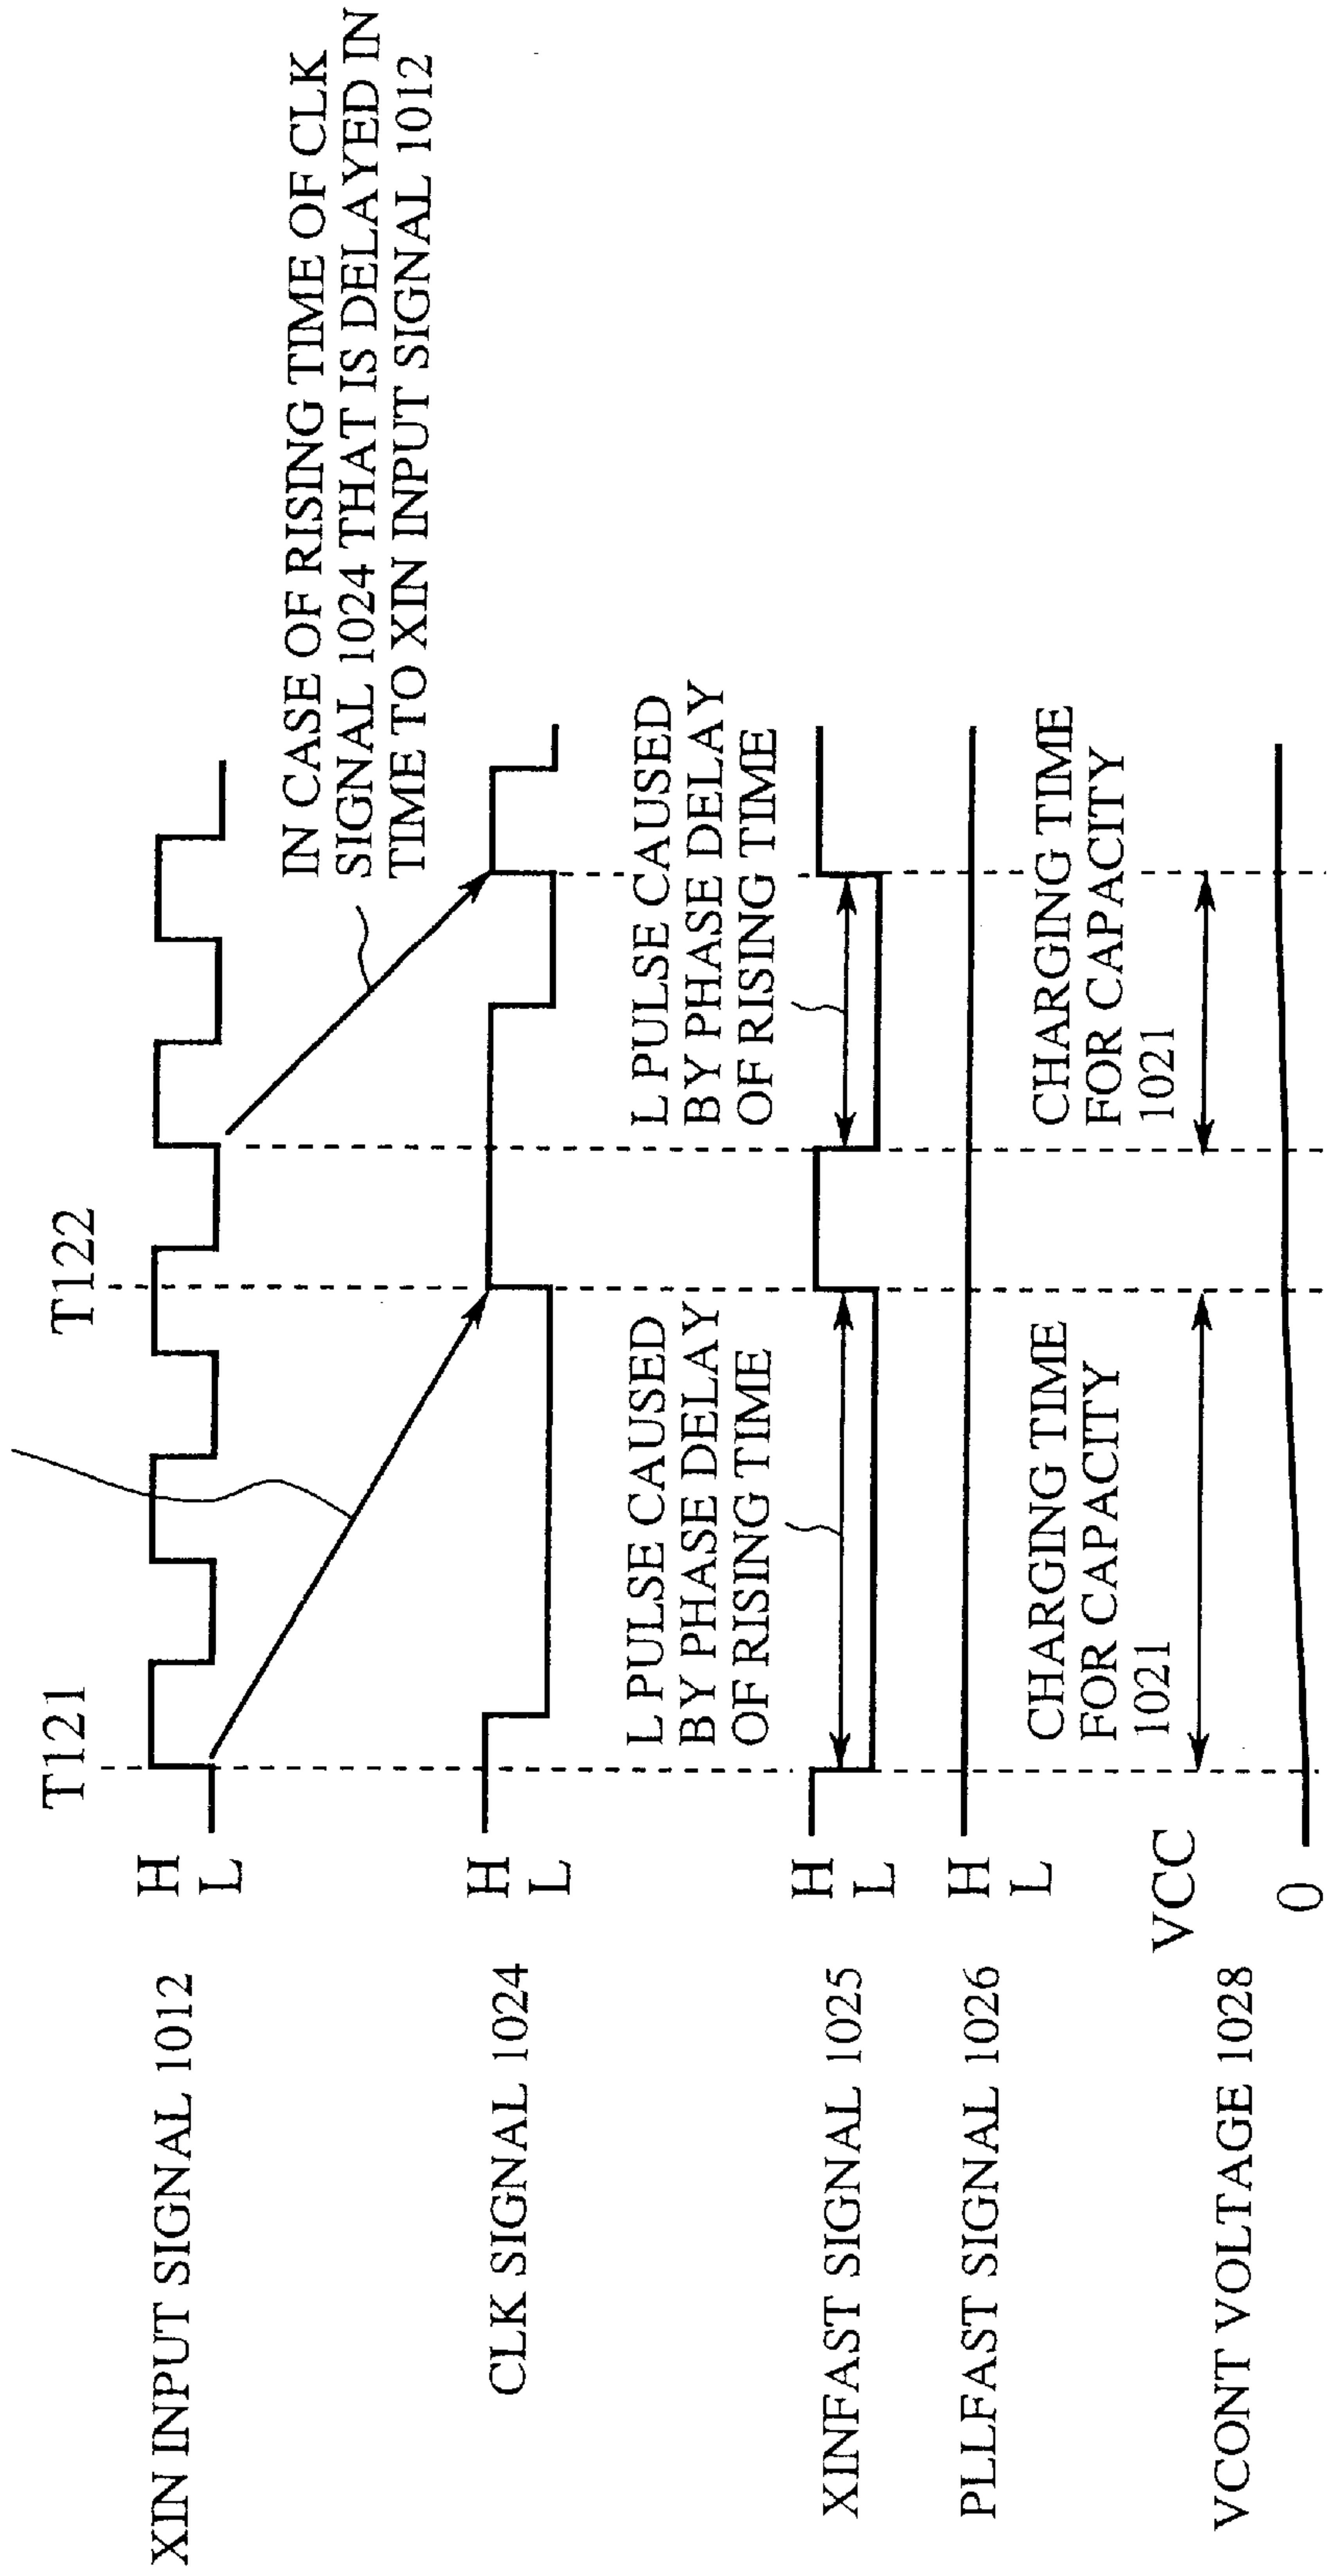 T121
T122
XIN INPUT SIGNAL 1012
H
L
IN CASE OF RISING TIME OF CLK
SIGNAL 1024 THAT IS DELAYED IN
TIME TO XIN INPUT SIGNAL 1012
CLK SIGNAL 1024
H
L
L PULSE CAUSED
BY PHASE DELAY
OF RISING TIME
L PULSE CAUSED
BY PHASE DELAY
OF RISING TIME
XINFAST SIGNAL 1025
H
L
PLLFAST SIGNAL 1026
H
L
CHARGING TIME
FOR CAPACITY
1021
CHARGING TIME
FOR CAPACITY
1021
VCC
VCONT VOLTAGE 1028
0